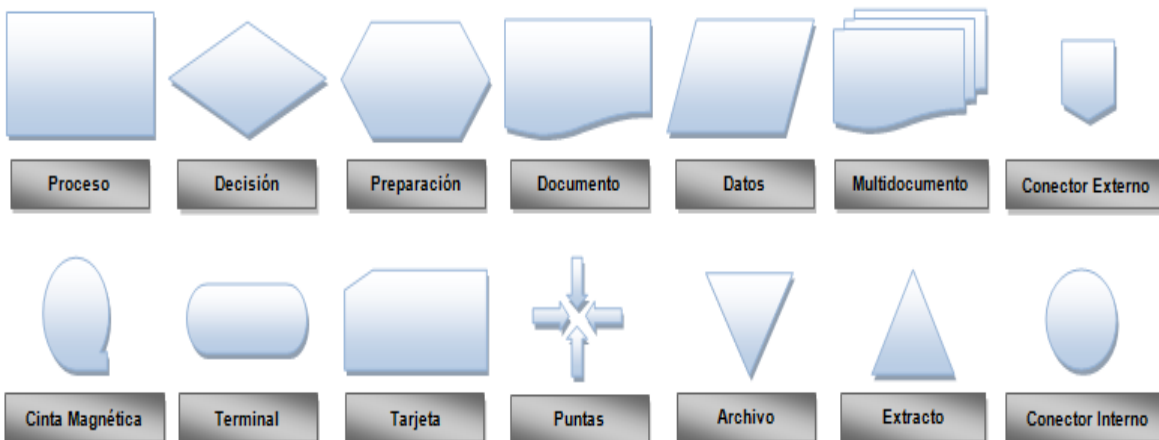 Proceso
Decisión
Preparación
Documento
Datos
Multidocumento
Conector Externo
Cinta Magnética
Terminal
Tarjeta
Puntas
Archivo
Extracto
Conector Interno